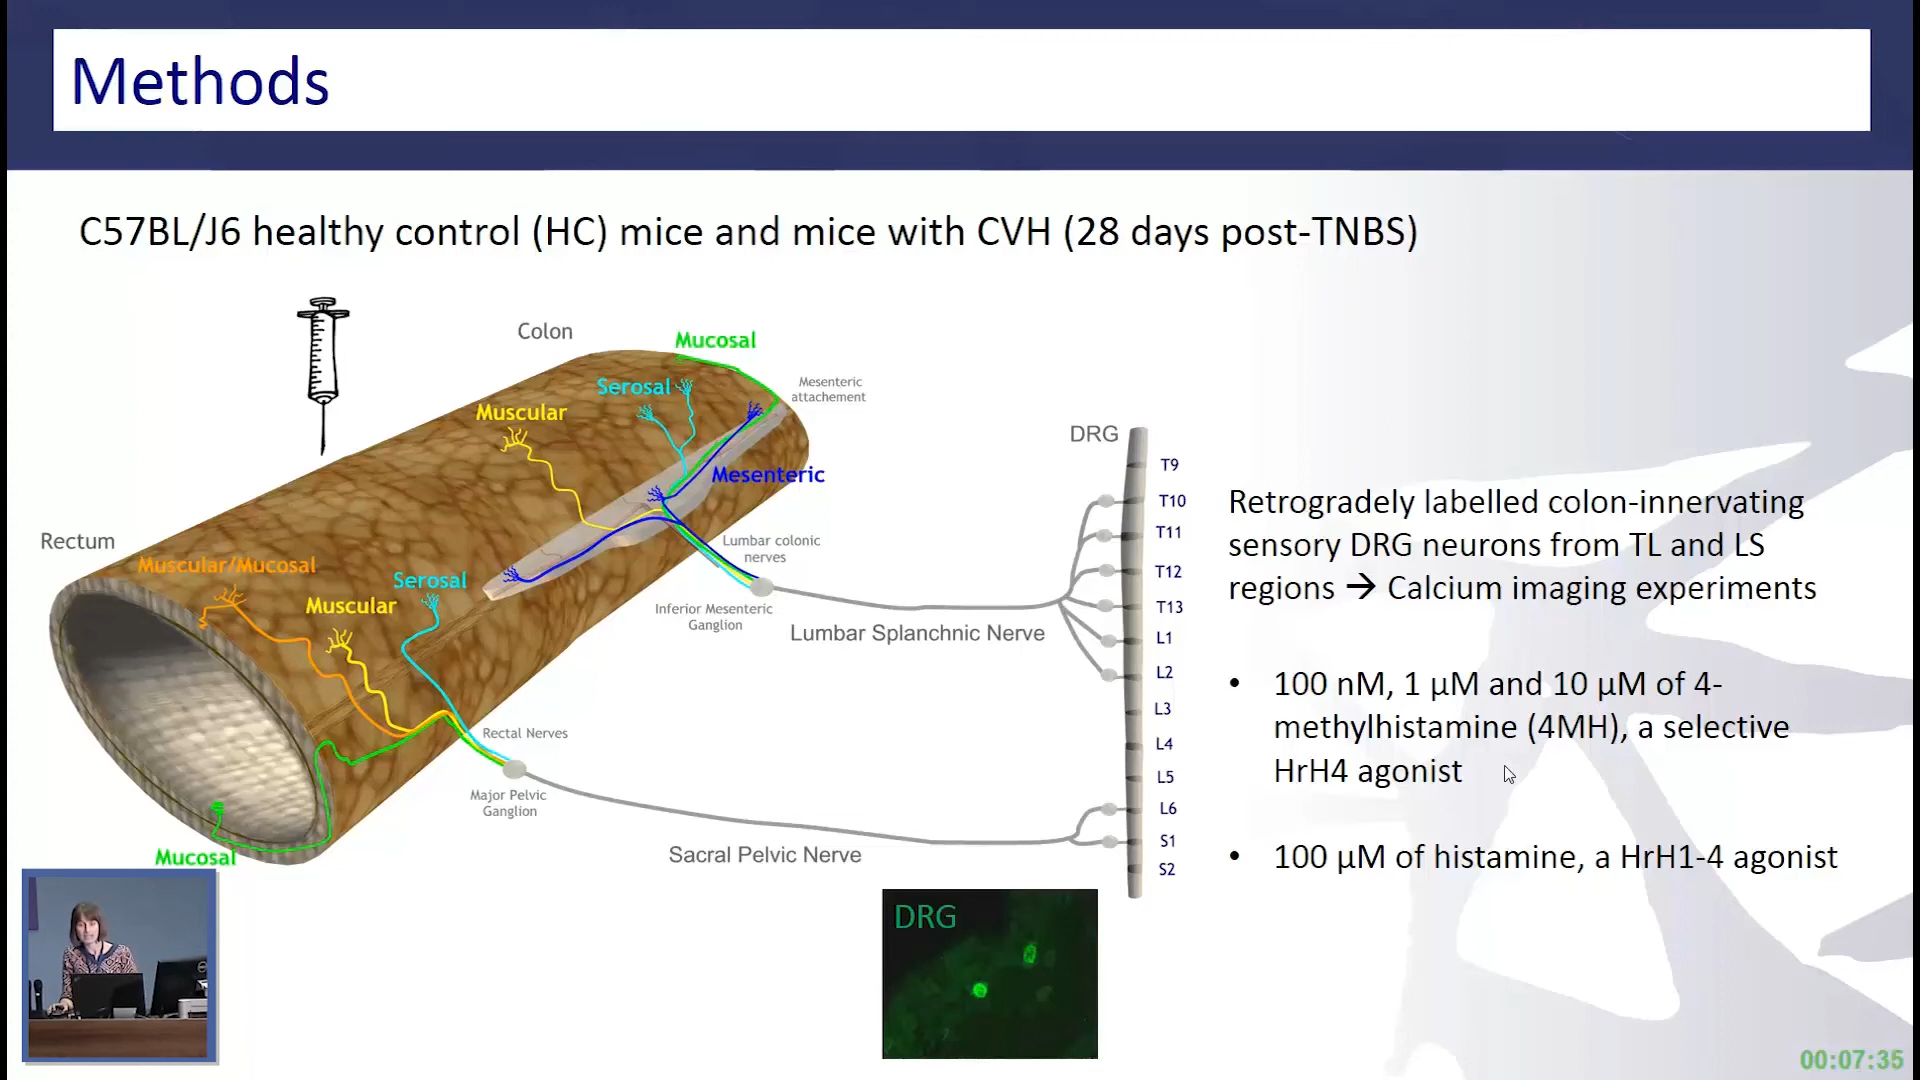 Methods
C57BL/J6 healthy control (HC) mice and mice with CVH (28 days post-TNBS)
Colon
Mucosal
Serosal
Mesenteric
attachement
Muscular
Mesenteric
Rectum
Muscular/Mucosal
Serosal
Muscular
Lumbar colonic
nerves
Inferior Mesenteric
Ganglion
Lumbar Splanchnic Nerve
Rectal Nerves
Major Pelvic
Ganglion
Sacral Pelvic Nerve
Mucosal
DRG
T9
T10
T11
T12
T13
L1
L2
L3
L4
L5
L6
S1
S2
DRG
Retrogradely labelled colon-innervating
sensory DRG neurons from TL and LS
regions → Calcium imaging experiments
• 100 nM, 1 µM and 10 µM of 4-
methylhistamine (4MH), a selective
HrH4 agonist
• 100 µM of histamine, a HrH1-4 agonist
00:07:35